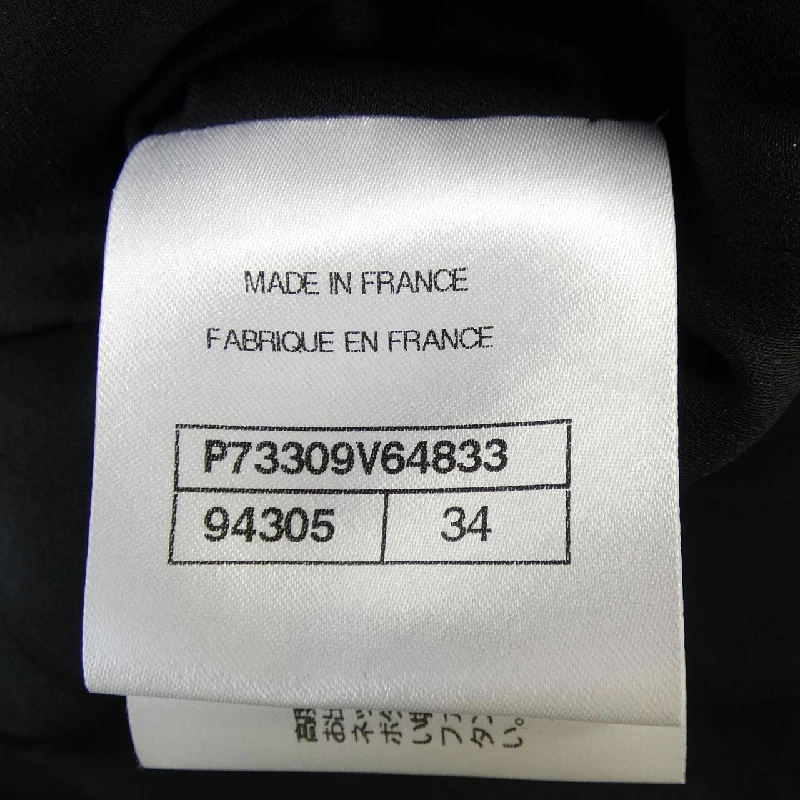 MADE IN FRANCE
FABRIQUE EN FRANCE
P73309V64833
94305 34